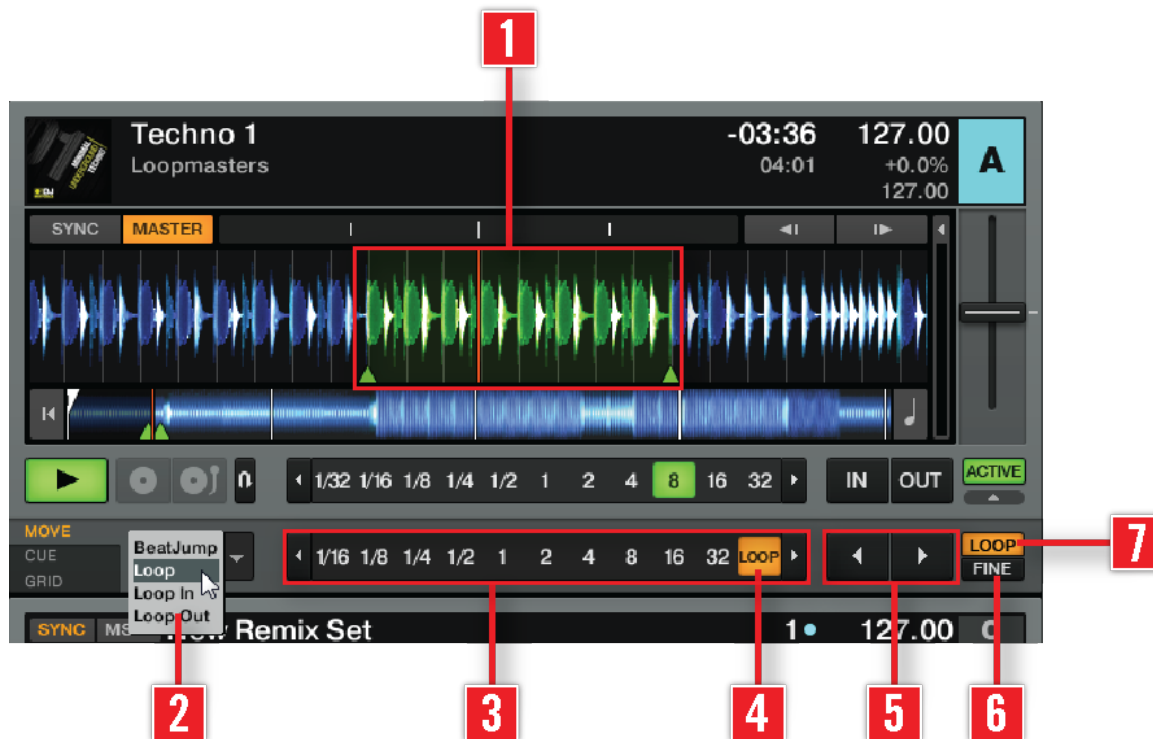 1
Techno 1
Loopmasters
-03:36
04:01
127.00
+0.0%
127.00
A
SYNC MASTER
1/32 1/16 1/8 1/4 1/2 1 2 4 8 16 32
IN OUT
ACTIVE
MOVE
CUE
GRID
BeatJump
Loop
Loop In
Loop Out
1/16 1/8 1/4 1/2 1 2 4 8 16 32 LOOP
LOOP
FINE
7
SYNC Remix Set 1 127.00
2 3 4 5 6